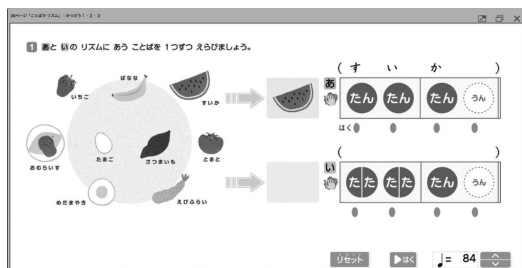 28ページ「ことばで リズム」:かつどう1・2・3
1 あと いの リズムに あう ことばを 1つずつ えらびましょう。
いちご
ばなな
すいか
おむらいす
たまご
さつまいも
とまと
めだまやき
えびふらい
あ
( す い か )
たん たん たん うん
はく
い
( )
たた たた たん うん
リセット
▶はく
♩= 84